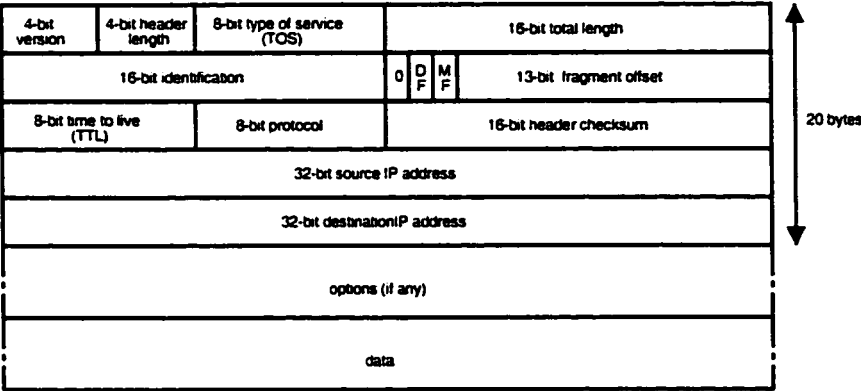 4-bit version
4-bit header length
8-bit type of service (TOS)
16-bit total length
16-bit identification
0
DF
MF
13-bit fragment offset
8-bit time to live (TTL)
8-bit protocol
16-bit header checksum
20 bytes
32-bit source IP address
32-bit destinationIP address
options (if any)
data